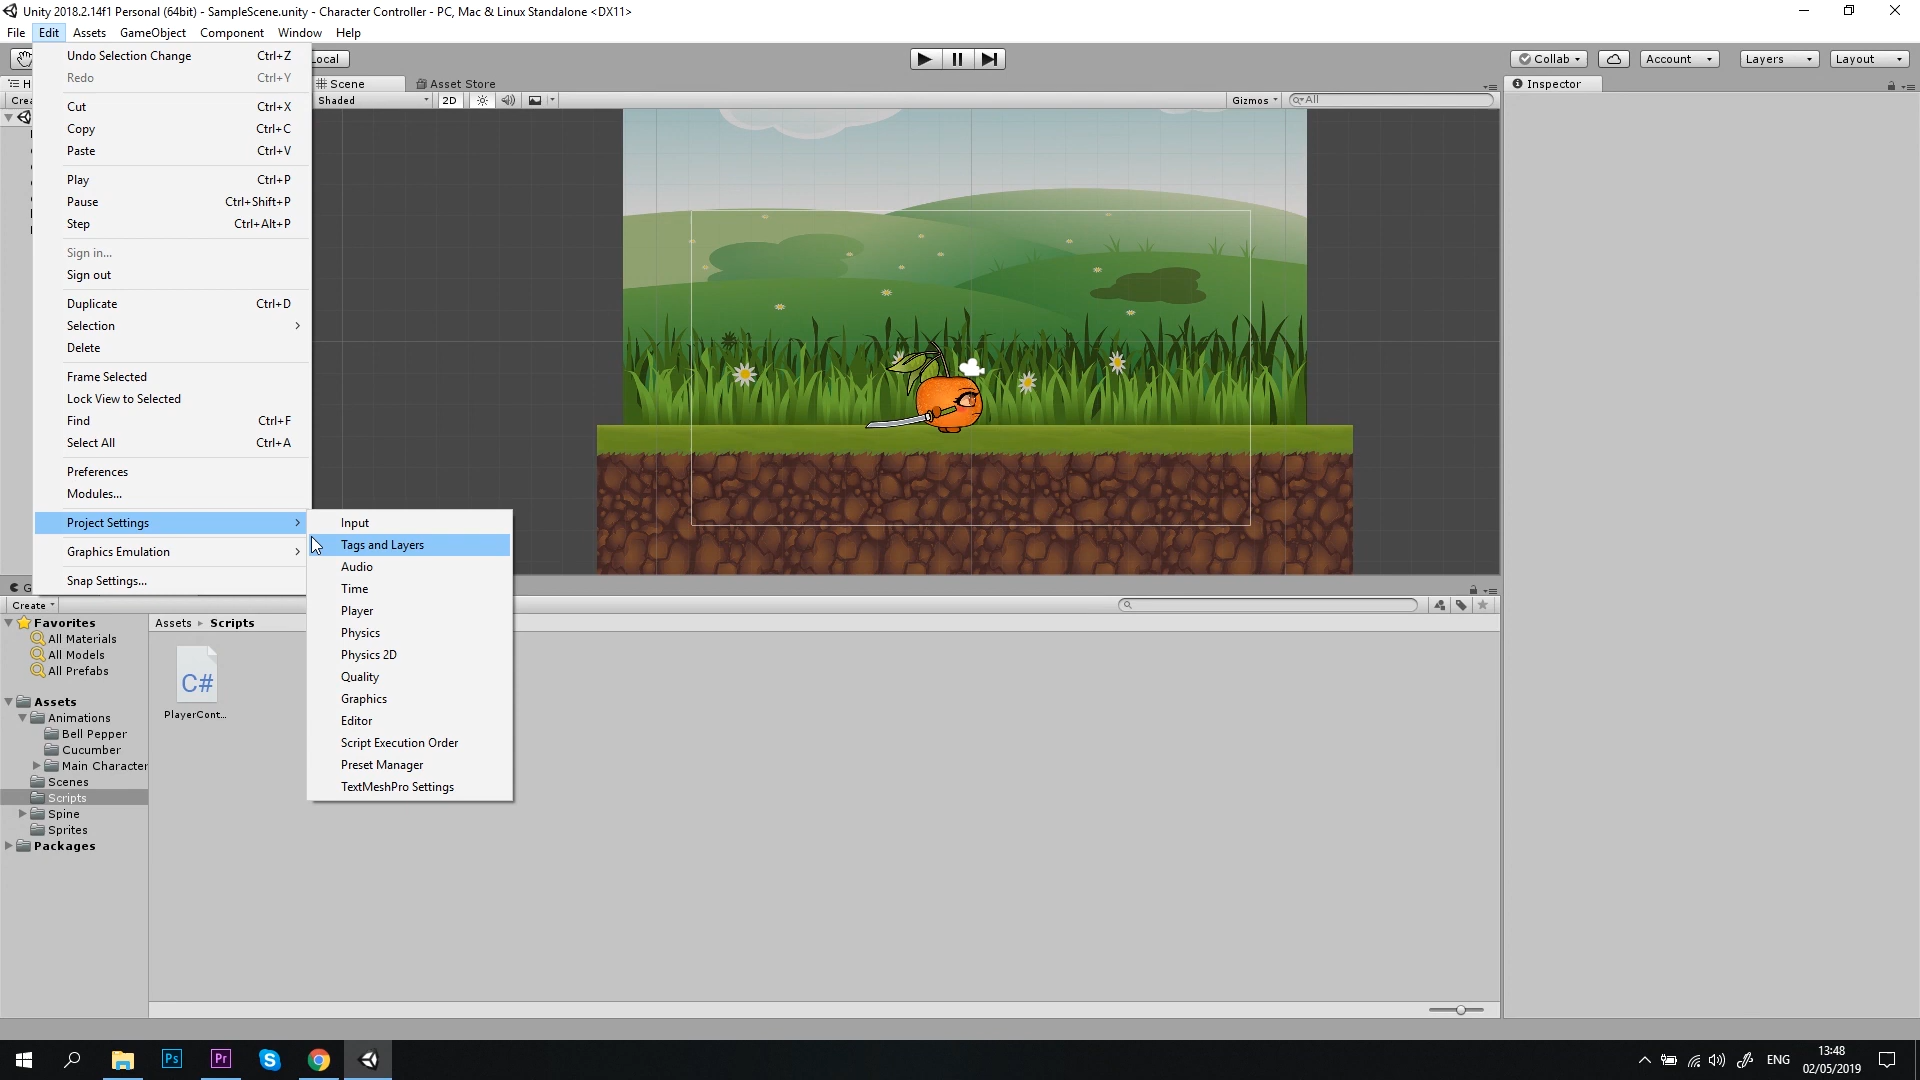 Unity 2018.2.14f1 Personal (64bit) - SampleScene.unity - Character Controller - PC, Mac & Linux Standalone <DX11>
File Edit Assets GameObject Component Window Help
Undo Selection Change Ctrl+Z
Redo Ctrl+Y
Cut Ctrl+X
Copy Ctrl+C
Paste Ctrl+V
Play Ctrl+P
Pause Ctrl+Shift+P
Step Ctrl+Alt+P
Sign in...
Sign out
Duplicate Ctrl+D
Selection
Delete
Frame Selected
Lock View to Selected
Find Ctrl+F
Select All Ctrl+A
Preferences
Modules...
Project Settings
Graphics Emulation
Snap Settings...
Input
Tags and Layers
Audio
Time
Player
Physics
Physics 2D
Quality
Graphics
Editor
Script Execution Order
Preset Manager
TextMeshPro Settings
Collab Account Layers Layout
Scene Asset Store
Shaded 2D Gizmos All
Inspector
Create
Favorites
All Materials
All Models
All Prefabs
Assets
Animations
Bell Pepper
Cucumber
Main Character
Scenes
Scripts
Spine
Sprites
Packages
Assets Scripts
C#
PlayerCont...
Ps Pr
ENG
13:48
02/05/2019